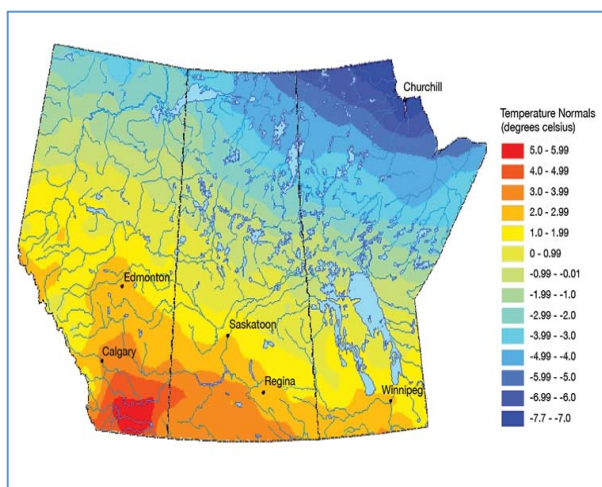 Churchill
Edmonton
Saskatoon
Calgary
Regina
Winnipeg
Temperature Normals
(degrees celsius)
5.0 - 5.99
4.0 - 4.99
3.0 - 3.99
2.0 - 2.99
1.0 - 1.99
0 - 0.99
-0.99 - -0.01
-1.99 - -1.0
-2.99 - -2.0
-3.99 - -3.0
-4.99 - -4.0
-5.99 - -5.0
-6.99 - -6.0
-7.7 - -7.0